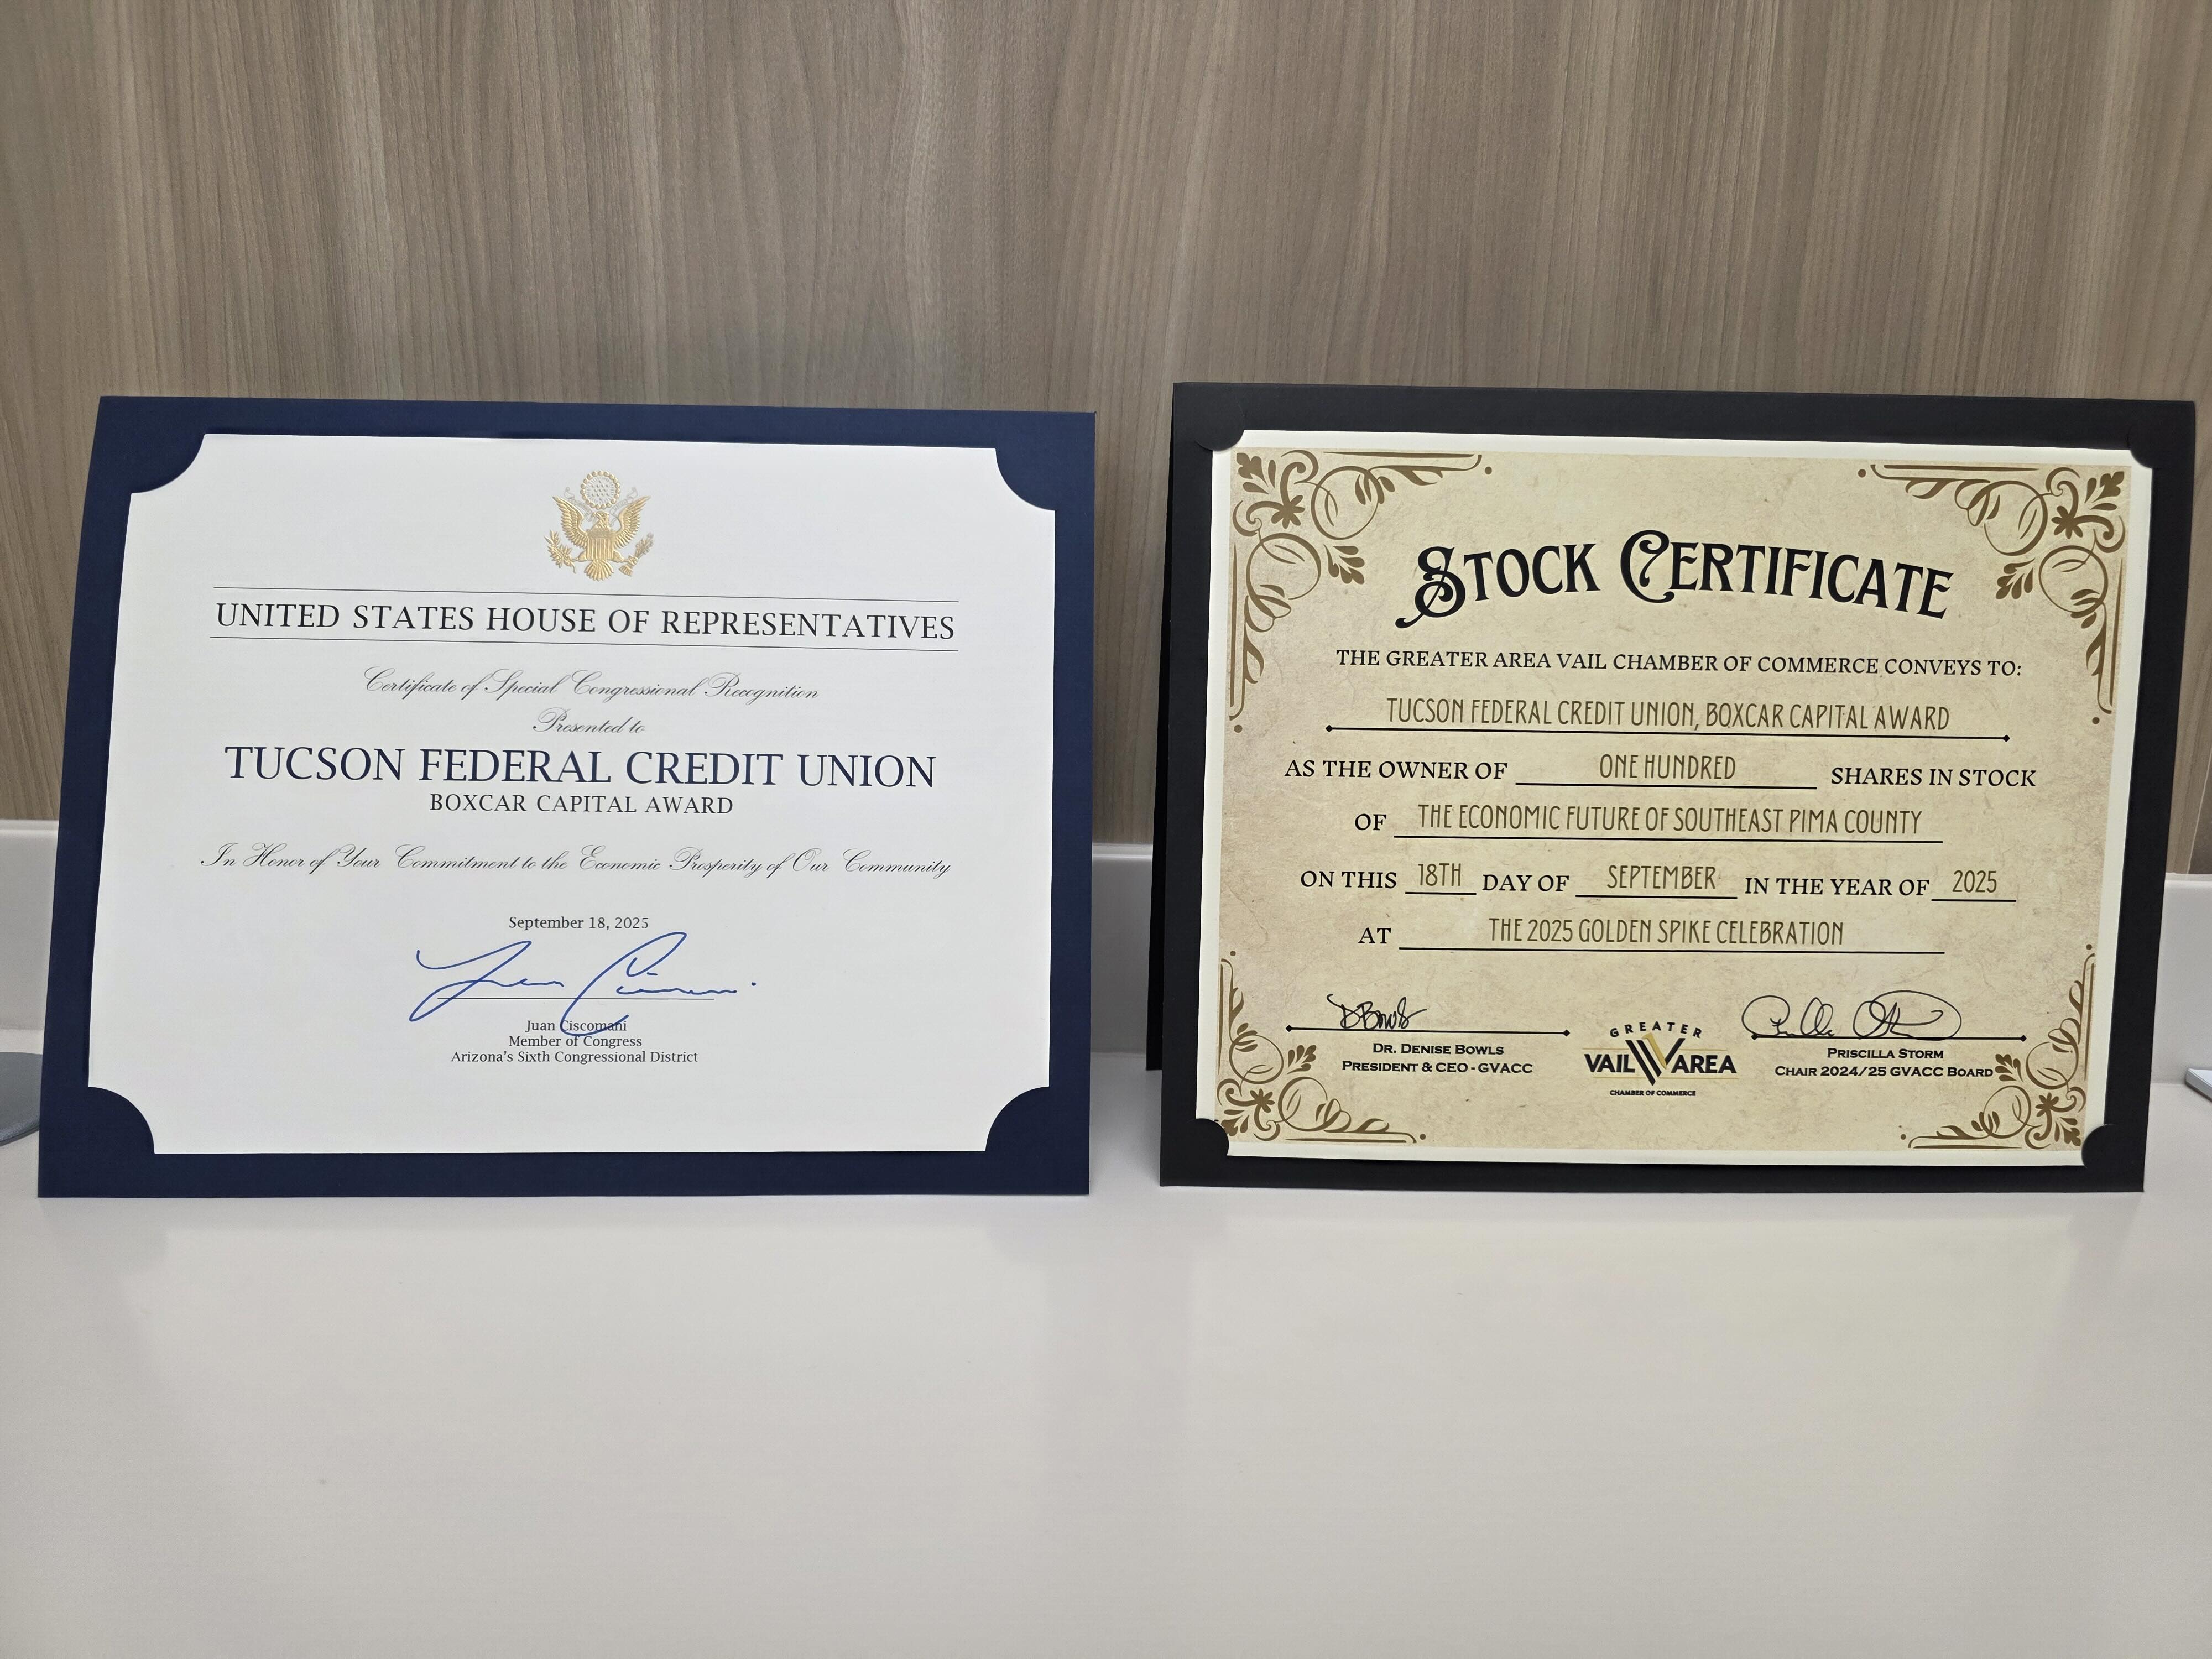 UNITED STATES HOUSE OF REPRESENTATIVES
Certificate of Special Congressional Recognition
Presented to
TUCSON FEDERAL CREDIT UNION
BOXCAR CAPITAL AWARD
In Honor of Your Commitment to the Economic Prosperity of Our Community
September 18, 2025
Juan Ciscomani
Member of Congress
Arizona's Sixth Congressional District
STOCK CERTIFICATE
THE GREATER AREA VAIL CHAMBER OF COMMERCE CONVEYS TO:
TUCSON FEDERAL CREDIT UNION, BOXCAR CAPITAL AWARD
AS THE OWNER OF ONE HUNDRED SHARES IN STOCK
OF THE ECONOMIC FUTURE OF SOUTHEAST PIMA COUNTY
ON THIS 18TH DAY OF SEPTEMBER IN THE YEAR OF 2025
AT THE 2025 GOLDEN SPIKE CELEBRATION
DBowls
DR. DENISE BOWLS
PRESIDENT & CEO - GVACC
GREATER
VAIL AREA
CHAMBER OF COMMERCE
PRISCILLA STORM
CHAIR 2024/25 GVACC BOARD